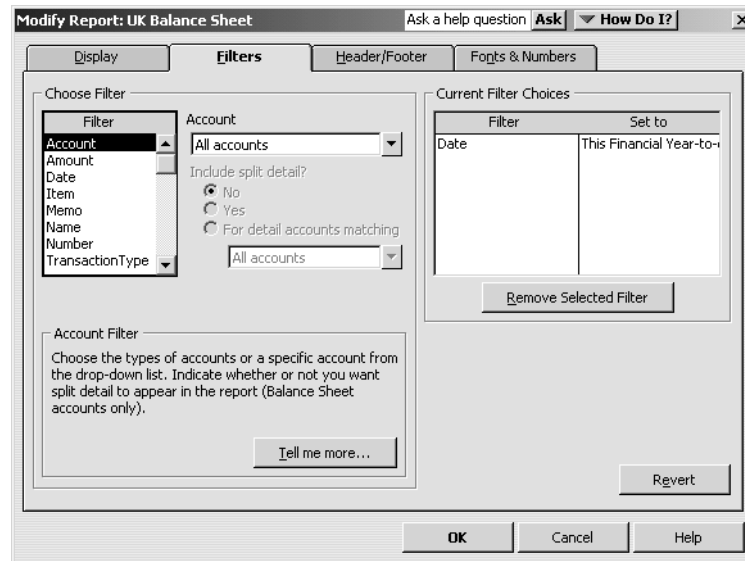 Modify Report: UK Balance Sheet
Ask a help question Ask How Do I?
Display Filters Header/Footer Fonts & Numbers
Choose Filter
Filter
Account
Amount
Date
Item
Memo
Name
Number
TransactionType
Account
All accounts
Include split detail?
No
Yes
For detail accounts matching
All accounts
Account Filter
Choose the types of accounts or a specific account from
the drop-down list. Indicate whether or not you want
split detail to appear in the report (Balance Sheet
accounts only).
Tell me more...
Current Filter Choices
Filter Set to
Date This Financial Year-to-
Remove Selected Filter
Revert
OK Cancel Help